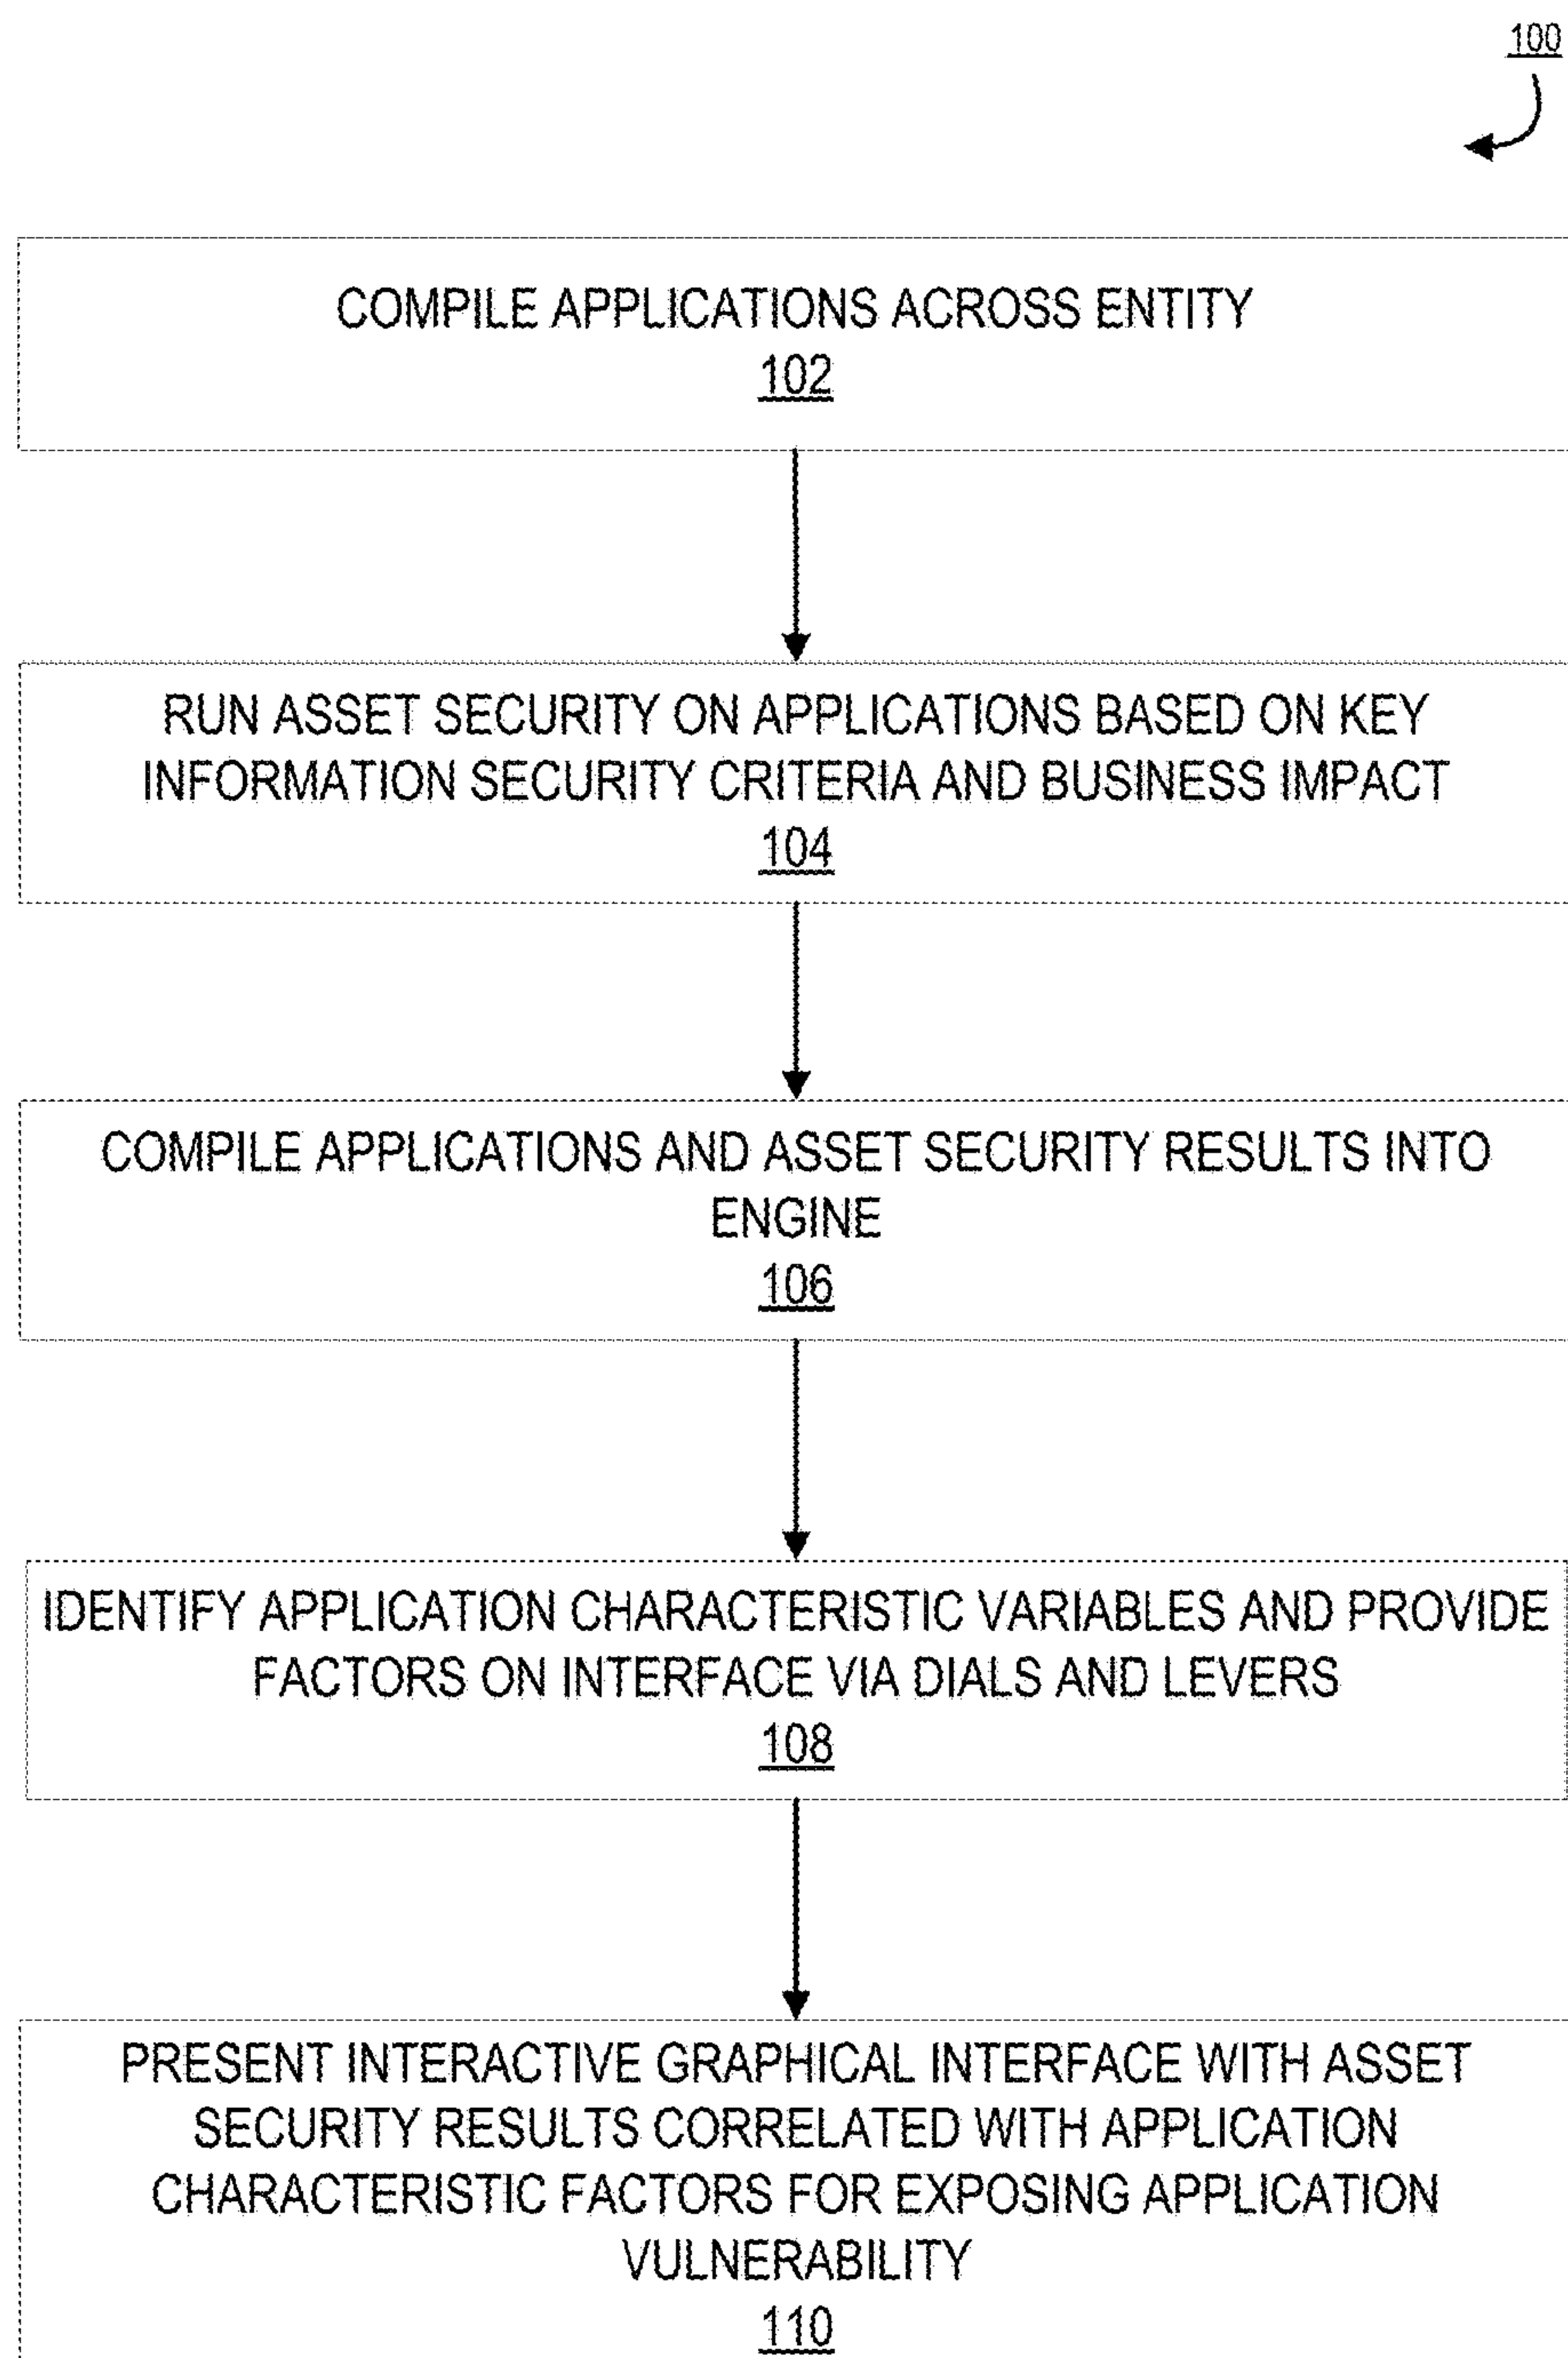 100
COMPILE APPLICATIONS ACROSS ENTITY
102
RUN ASSET SECURITY ON APPLICATIONS BASED ON KEY
INFORMATION SECURITY CRITERIA AND BUSINESS IMPACT
104
COMPILE APPLICATIONS AND ASSET SECURITY RESULTS INTO
ENGINE
106
IDENTIFY APPLICATION CHARACTERISTIC VARIABLES AND PROVIDE
FACTORS ON INTERFACE VIA DIALS AND LEVERS
108
PRESENT INTERACTIVE GRAPHICAL INTERFACE WITH ASSET
SECURITY RESULTS CORRELATED WITH APPLICATION
CHARACTERISTIC FACTORS FOR EXPOSING APPLICATION
VULNERABILITY
110